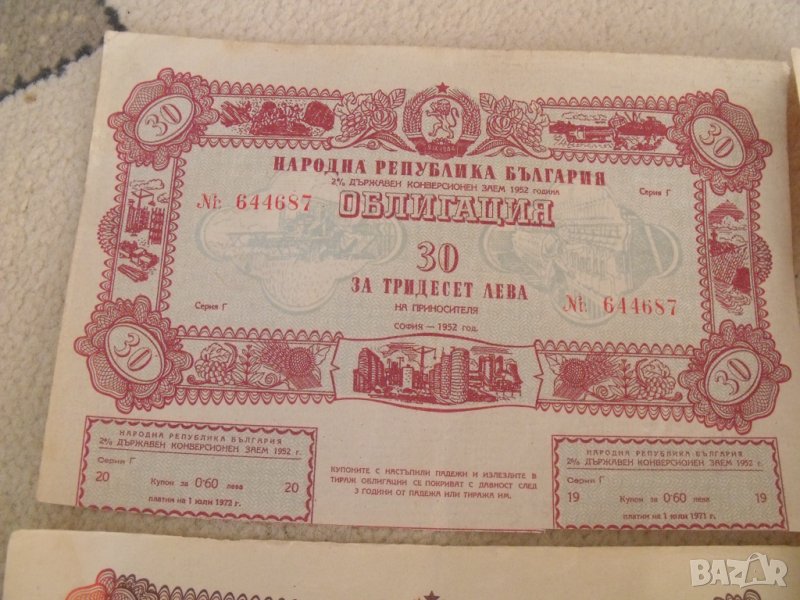 30
30
НАРОДНА РЕПУБЛИКА БЪЛГАРИЯ
2% ДЪРЖАВЕН КОНВЕРСИОНЕН ЗАЕМ 1952 ГОДИНА
Серия Г
№: 644687
ОБЛИГАЦИЯ
30
ЗА ТРИДЕСЕТ ЛЕВА
НА ПРИНОСИТЕЛЯ
СОФИЯ — 1952 год.
Серия Г
№: 644687
30
30
НАРОДНА РЕПУБЛИКА БЪЛГАРИЯ
2% ДЪРЖАВЕН КОНВЕРСИОНЕН ЗАЕМ 1952 г.
Серия Г
20 Купон за 0·60 лева 20
платим на 1 юли 1972 г.
КУПОНИТЕ С НАСТЪПИЛИ ПАДЕЖИ И ИЗЛЕЗЛИТЕ В
ТИРАЖ ОБЛИГАЦИИ СЕ ПОКРИВАТ С ДАВНОСТ СЛЕД
3 ГОДИНИ ОТ ПАДЕЖА ИЛИ ТИРАЖА ИМ.
НАРОДНА РЕПУБЛИКА БЪЛГАРИЯ
2% ДЪРЖАВЕН КОНВЕРСИОНЕН ЗАЕМ 1952 г.
Серия Г
19 Купон за 0·60 лева 19
платим на 1 юли 1971 г.
BAZAR